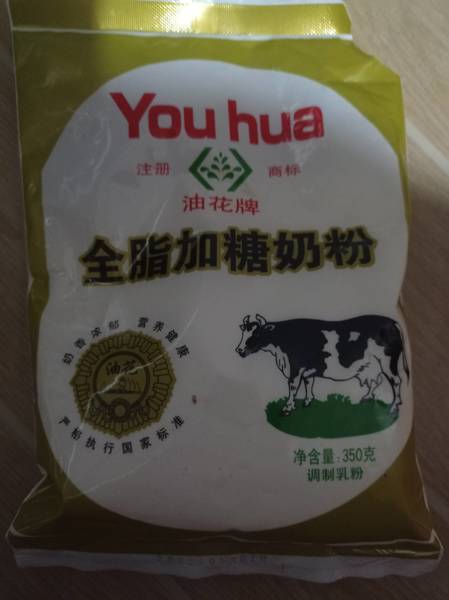 You hua
注册 商标
油花牌
全脂加糖奶粉
奶香浓郁 营养健康
油花
严格执行国家标准
净含量:350克
调制乳粉